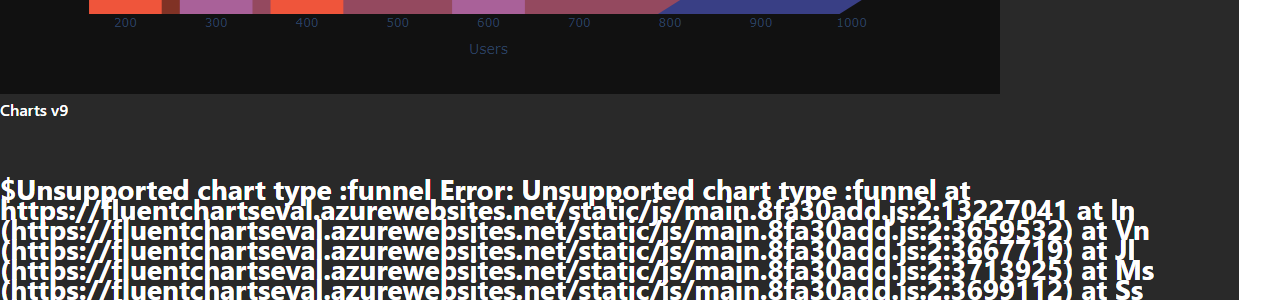 200 300 400 500 600 700 800 900 1000
Users
Charts v9
$Unsupported chart type :funnel Error: Unsupported chart type :funnel at
https://fluentchartseval.azurewebsites.net/static/js/main.8fa30add.js:2:13227041 at ln
(https://fluentchartseval.azurewebsites.net/static/js/main.8fa30add.js:2:3659532) at Vn
(https://fluentchartseval.azurewebsites.net/static/js/main.8fa30add.js:2:3667719) at Jl
(https://fluentchartseval.azurewebsites.net/static/js/main.8fa30add.js:2:3713925) at Ms
(https://fluentchartseval.azurewebsites.net/static/js/main.8fa30add.js:2:3699112) at Ss